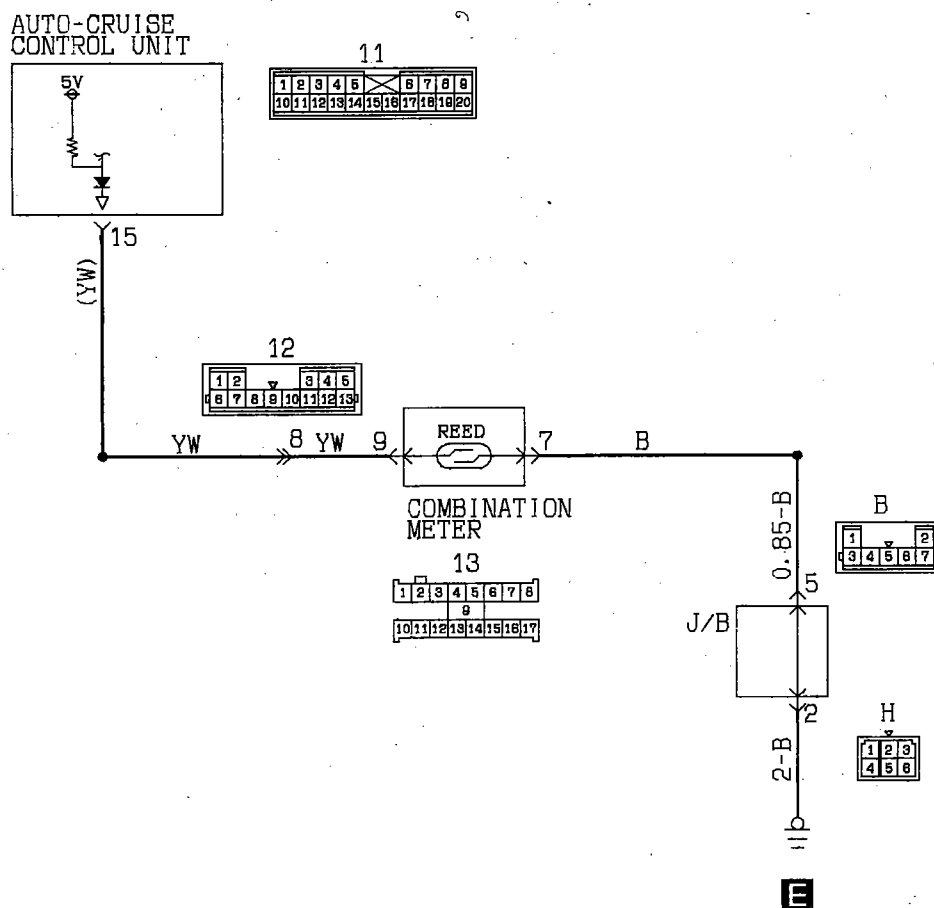 AUTO-CRUISE
CONTROL UNIT
5V
11
1 2 3 4 5 6 7 8 9
10 11 12 13 14 15 16 17 18 19 20
15
(YW)
12
1 2 3 4 5
6 7 8 9 10 11 12 13
YW 8 YW 9 REED 7 B
COMBINATION
METER
13
1 2 3 4 5 6 7 8
9
10 11 12 13 14 15 16 17
0.85-B
B
1 2
3 4 5 6 7
5
J/B
2
H
1 2 3
4 5 6
2-B
E